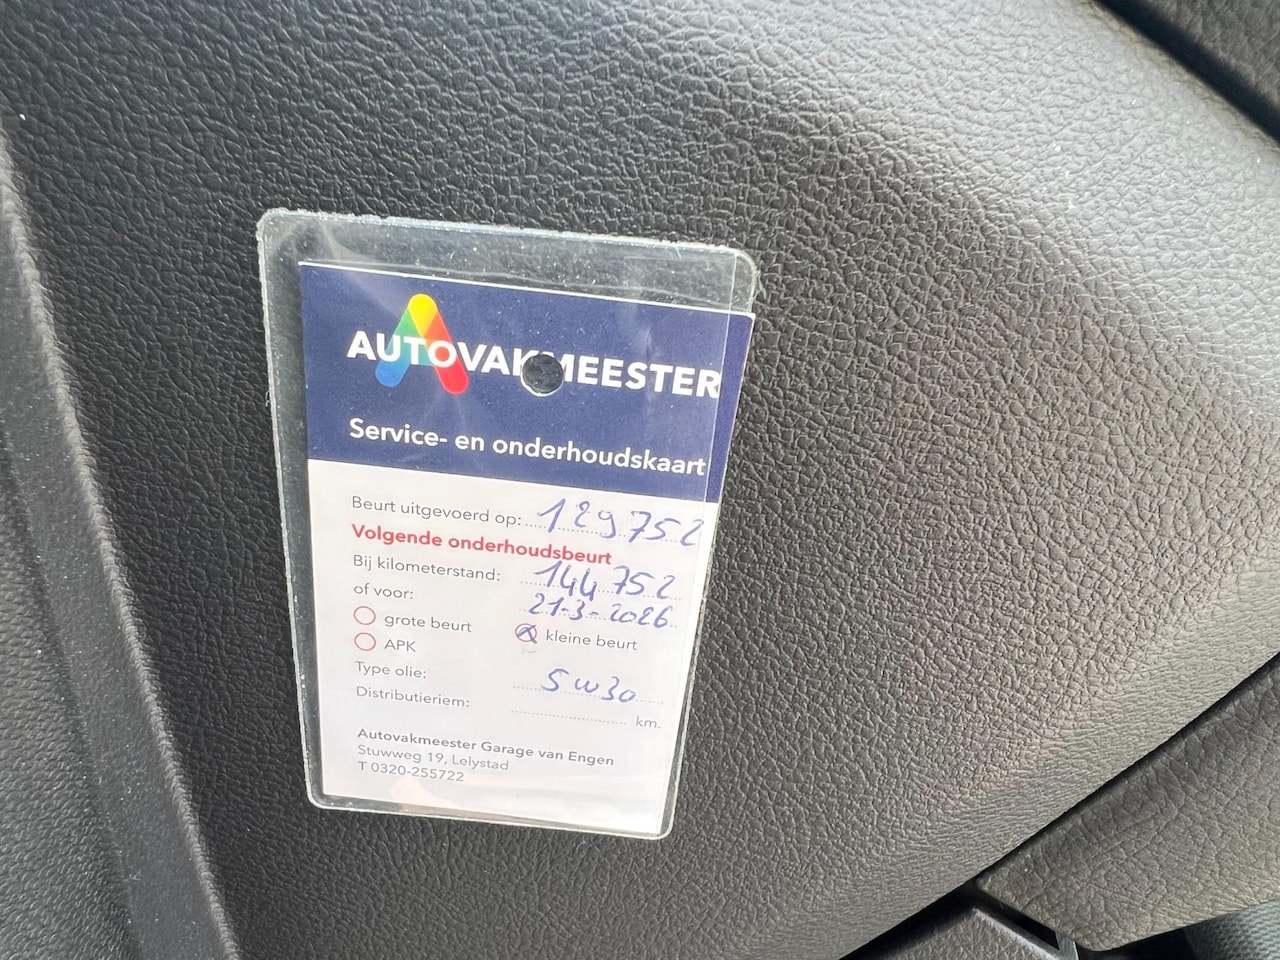 AUTOVAKMEESTER
Service- en onderhoudskaart
Beurt uitgevoerd op: 129752
Volgende onderhoudsbeurt
Bij kilometerstand: 144752
of voor: 21-3-2026
grote beurt kleine beurt
APK
Type olie: 5w30
Distributieriem: km.
Autovakmeester Garage van Engen
Stuwweg 19, Lelystad
T 0320-255722